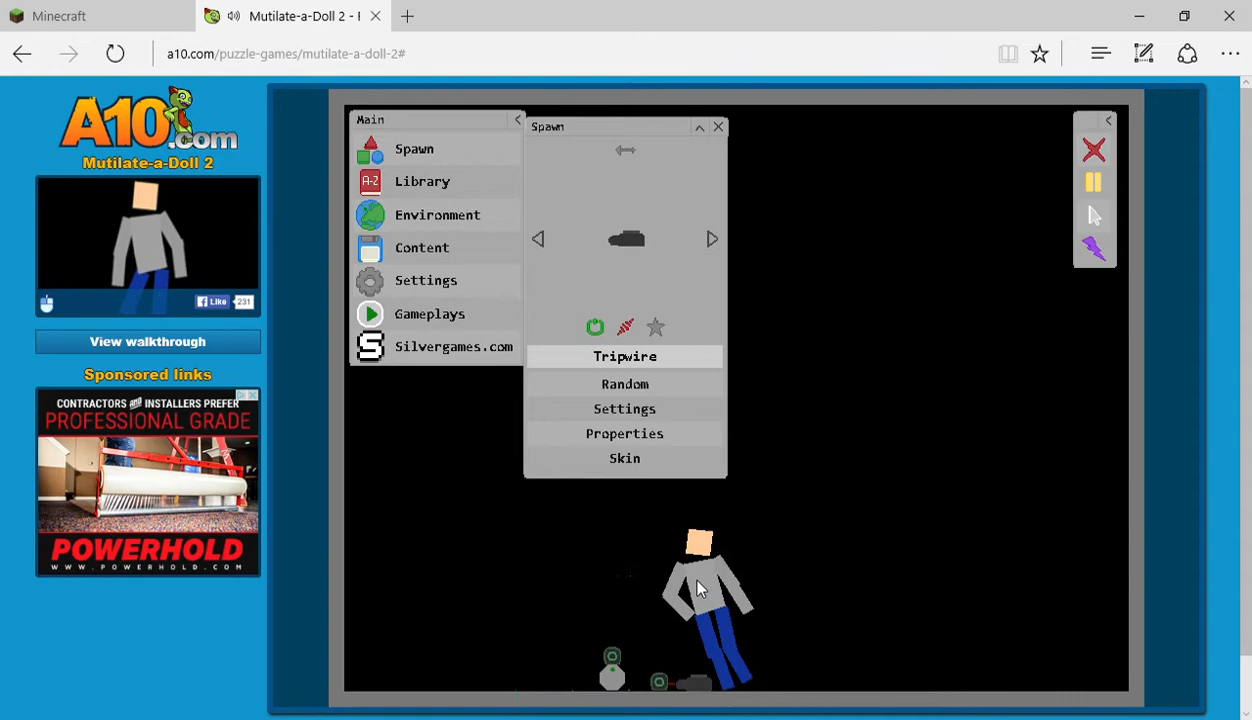 Minecraft
Mutilate-a-Doll 2 - F
a10.com/puzzle-games/mutilate-a-doll-2#
A10.com
Mutilate-a-Doll 2
Like 231
View walkthrough
Sponsored links
CONTRACTORS and INSTALLERS PREFER
PROFESSIONAL GRADE
POWERHOLD
WWW.POWERHOLD.COM
Main
Spawn
A-Z Library
Environment
Content
Settings
Gameplays
S Silvergames.com
Spawn
Tripwire
Random
Settings
Properties
Skin